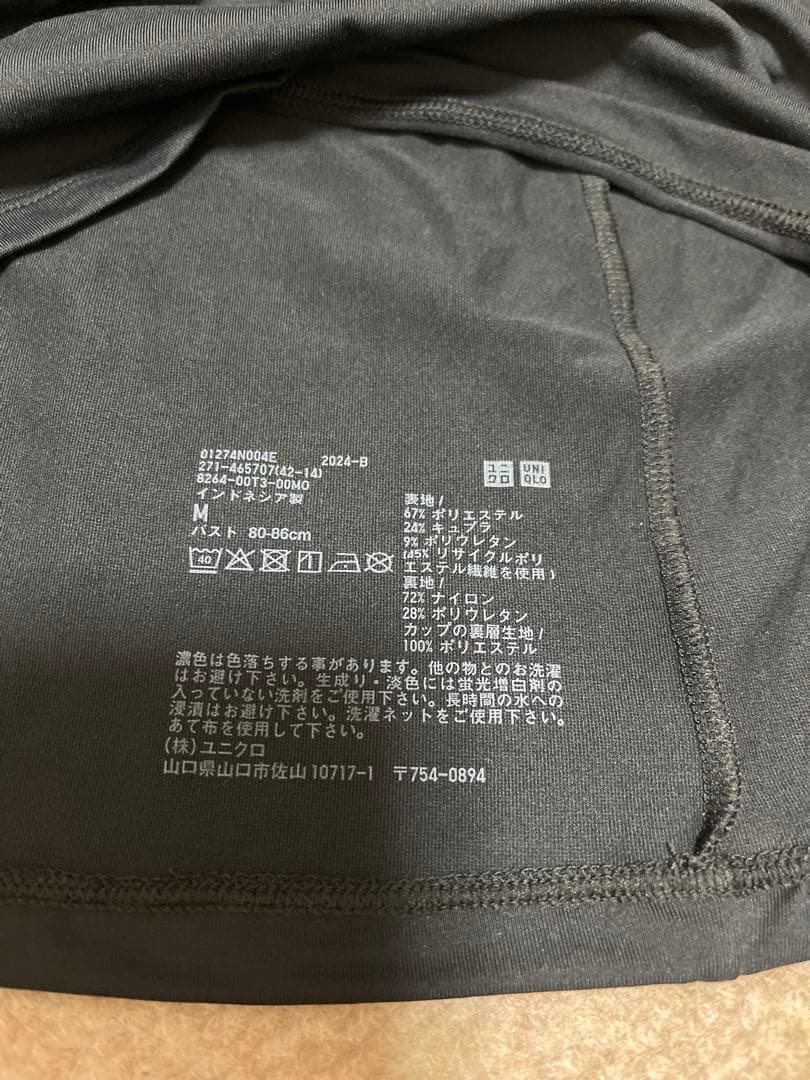 01274N004E 2024-B
271-465707(42-14)
8264-00T3-00M0
インドネシア製
M
バスト 80-86cm
40
ユニ
クロ
UNI
QLO
表地/
67% ポリエステル
24% キュプラ
9% ポリウレタン
(45% リサイクルポリ
エステル繊維を使用)
裏地/
72% ナイロン
28% ポリウレタン
カップの裏層生地/
100% ポリエステル
濃色は色落ちする事があります。他の物とのお洗濯
はお避け下さい。生成り・淡色には蛍光増白剤の
入っていない洗剤をご使用下さい。長時間の水への
浸漬はお避け下さい。洗濯ネットをご使用下さい。
あて布を使用して下さい。
(株)ユニクロ
山口県山口市佐山10717-1 〒754-0894